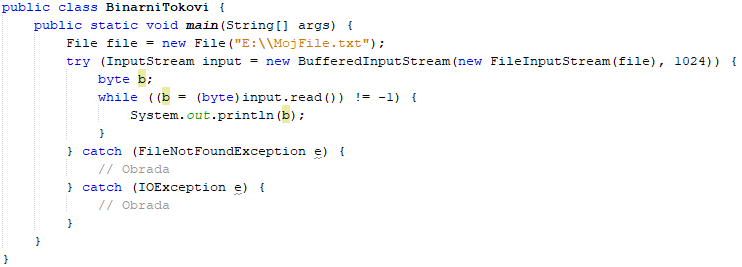 public class BinarniTokovi {
    public static void main(String[] args) {
        File file = new File("E:\\MojFile.txt");
        try (InputStream input = new BufferedInputStream(new FileInputStream(file), 1024)) {
            byte b;
            while ((b = (byte)input.read()) != -1) {
                System.out.println(b);
            }
        } catch (FileNotFoundException e) {
            // Obrada
        } catch (IOException e) {
            // Obrada
        }
    }
}